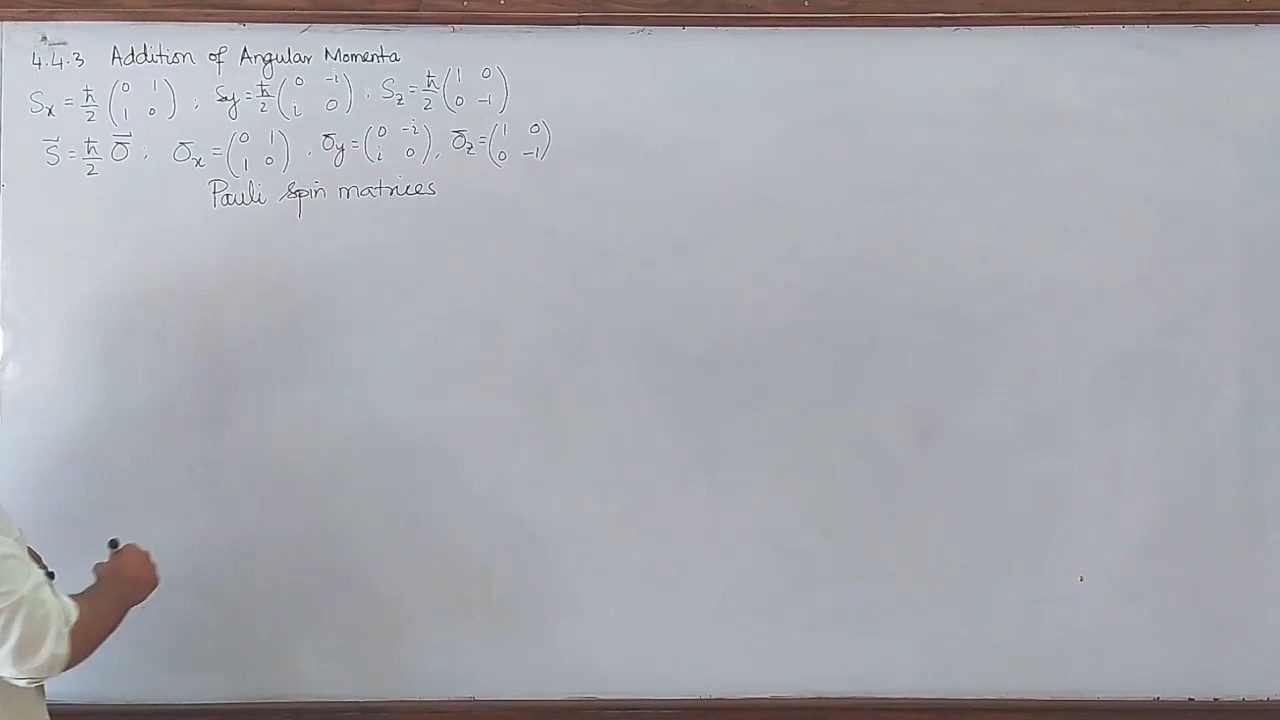 4.4.3 Addition of Angular Momenta
Sx = ħ/2 (0 1; 1 0) ; Sy = ħ/2 (0 -i; i 0) ; Sz = ħ/2 (1 0; 0 -1)
S⃗ = ħ/2 σ⃗ ; σx = (0 1; 1 0) , σy = (0 -i; i 0) , σz = (1 0; 0 -1)
Pauli spin matrices